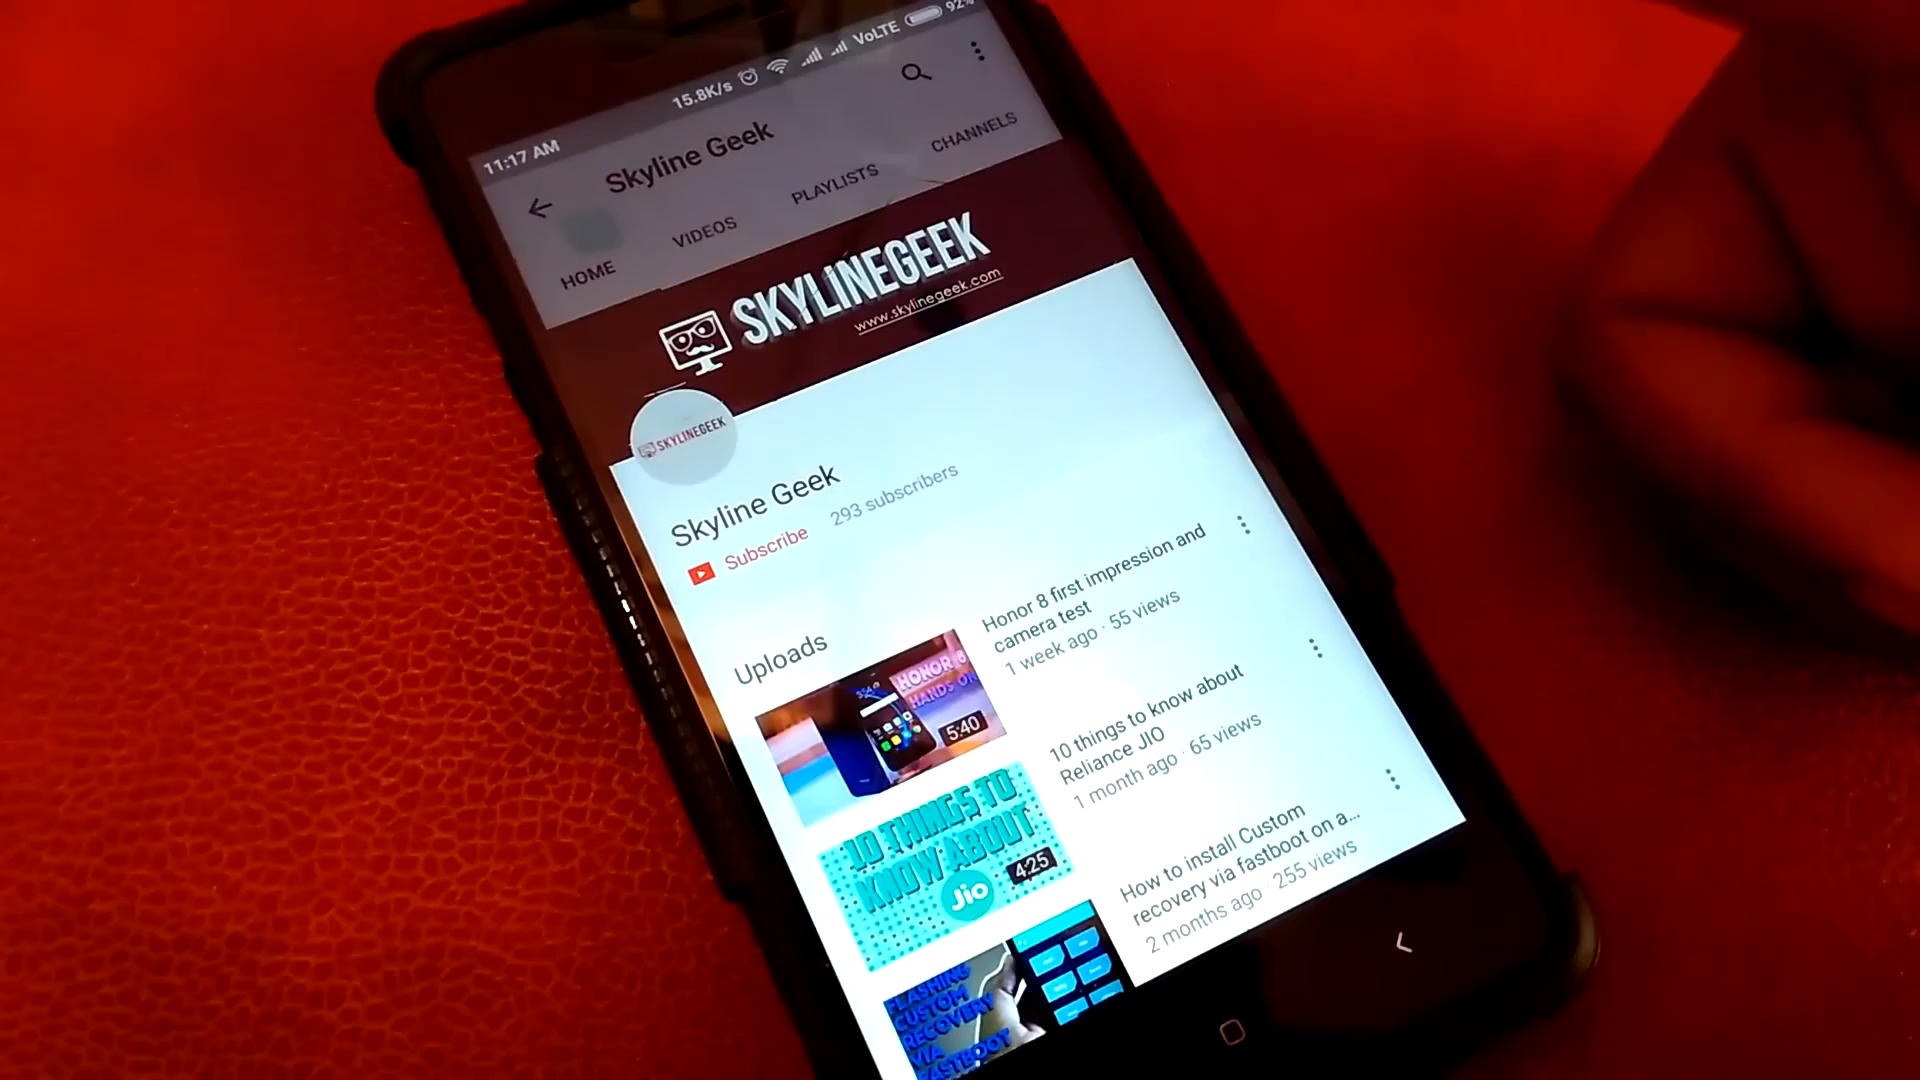 11:17 AM 15.8K/s VoLTE 92%
Skyline Geek
HOME VIDEOS PLAYLISTS CHANNELS
SKYLINEGEEK
www.skylinegeek.com
SKYLINEGEEK
Skyline Geek
Subscribe 293 subscribers
Uploads
HONOR 8
HANDS ON
5:40
Honor 8 first impression and
camera test
1 week ago · 55 views
10 THINGS TO
KNOW ABOUT
Jio
4:25
10 things to know about
Reliance JIO
1 month ago · 65 views
FLASHING
CUSTOM
RECOVERY
VIA
FASTBOOT
How to install Custom
recovery via fastboot on a...
2 months ago · 255 views